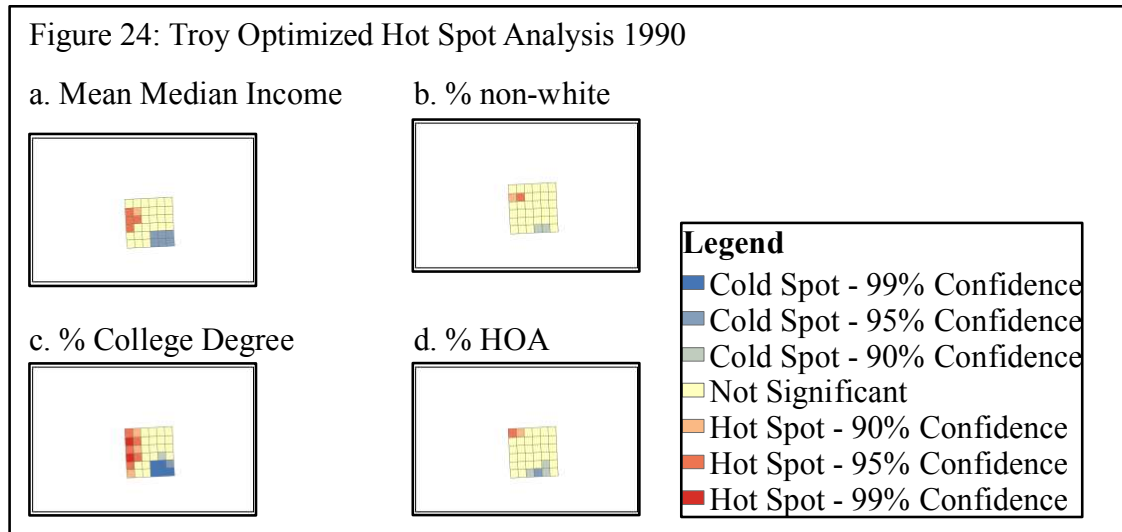 Figure 24: Troy Optimized Hot Spot Analysis 1990
a. Mean Median Income
b. % non-white
c. % College Degree
d. % HOA
Legend
Cold Spot - 99% Confidence
Cold Spot - 95% Confidence
Cold Spot - 90% Confidence
Not Significant
Hot Spot - 90% Confidence
Hot Spot - 95% Confidence
Hot Spot - 99% Confidence